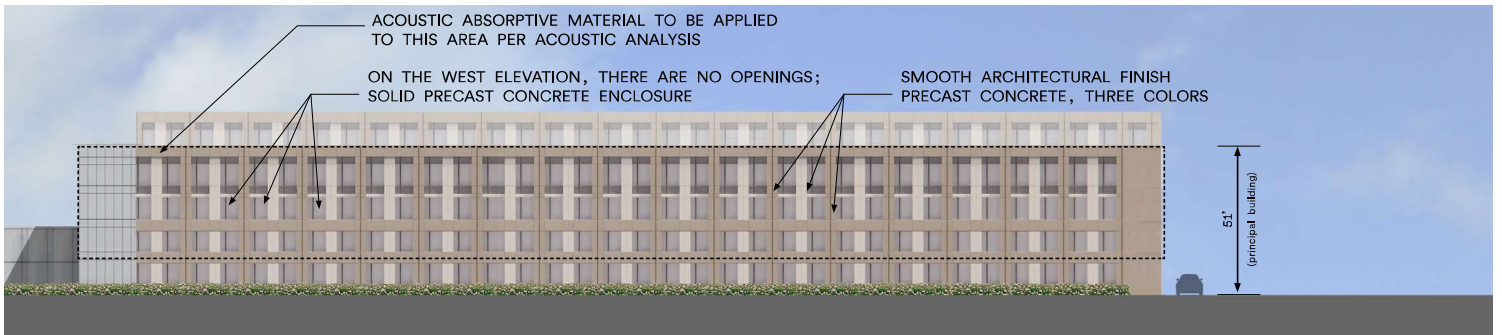 ACOUSTIC ABSORPTIVE MATERIAL TO BE APPLIED
TO THIS AREA PER ACOUSTIC ANALYSIS
ON THE WEST ELEVATION, THERE ARE NO OPENINGS;
SOLID PRECAST CONCRETE ENCLOSURE
SMOOTH ARCHITECTURAL FINISH
PRECAST CONCRETE, THREE COLORS
51'
(principal building)